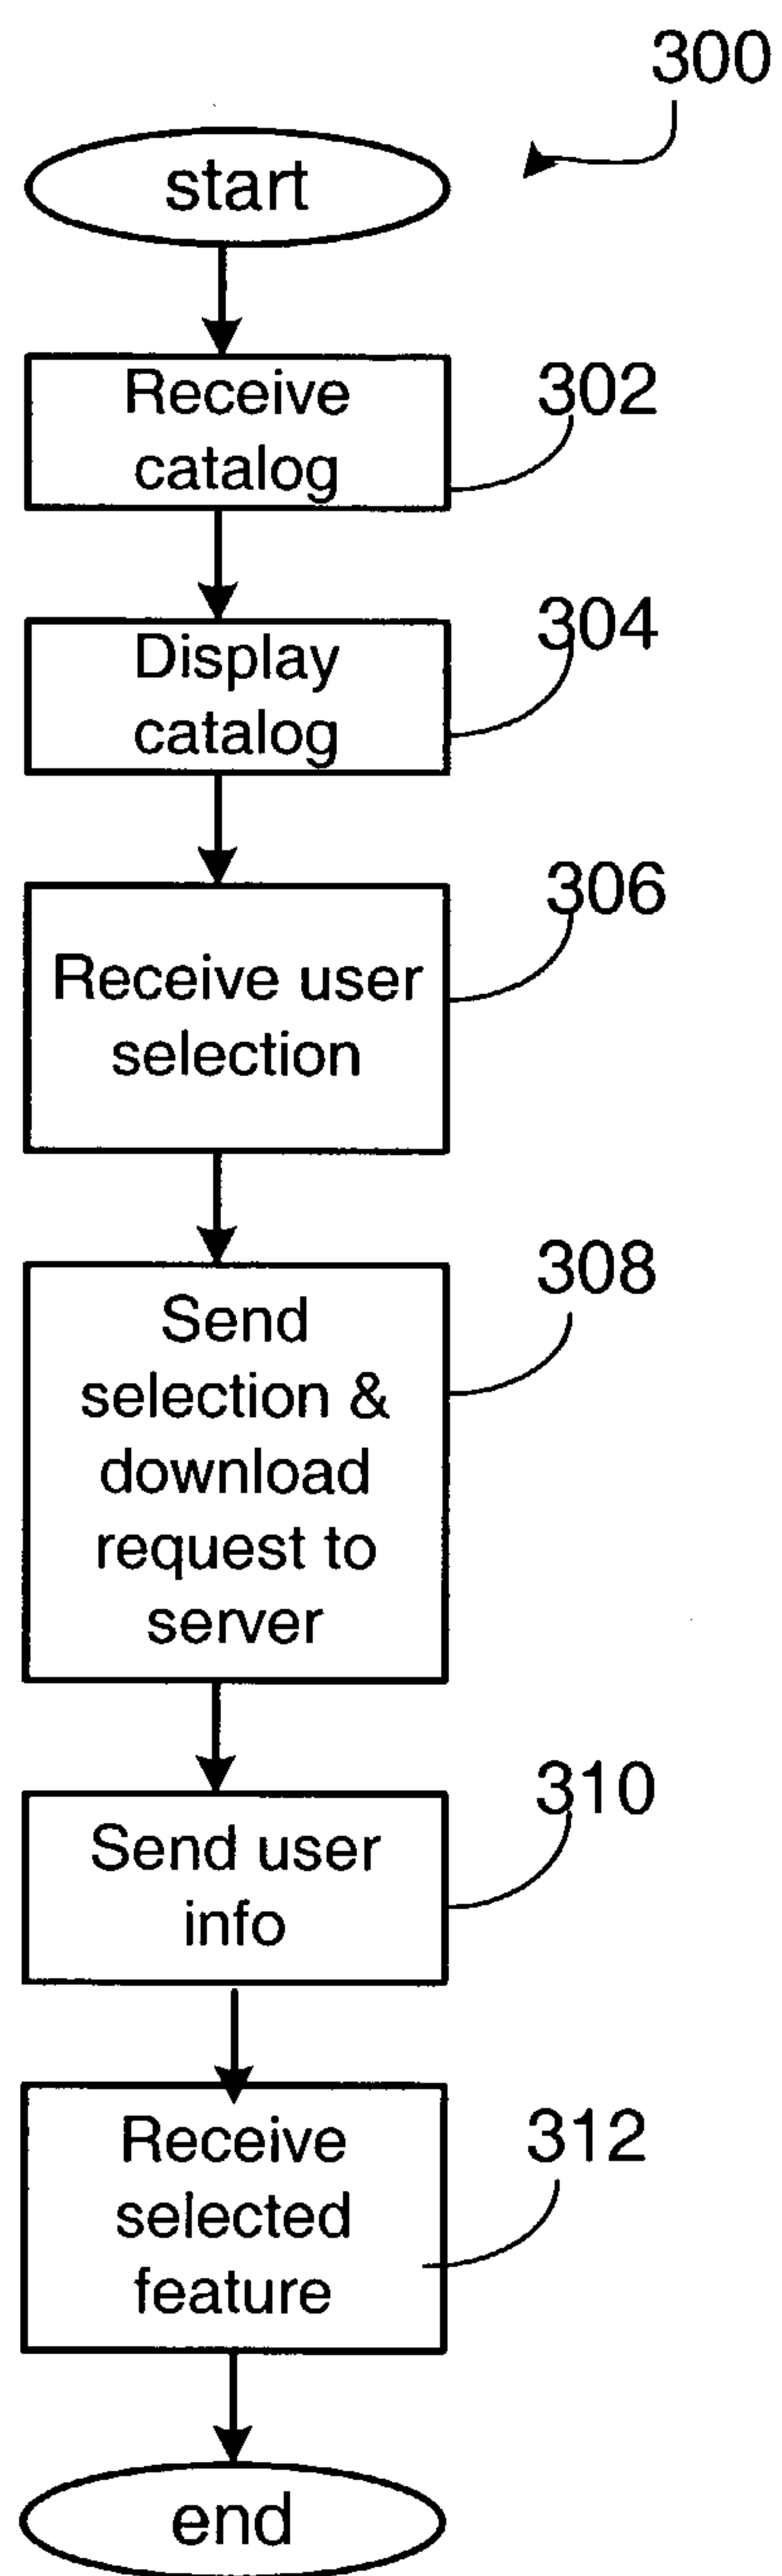 300
start
Receive
catalog
302
Display
catalog
304
Receive user
selection
306
Send
selection &
download
request to
server
308
Send user
info
310
Receive
selected
feature
312
end